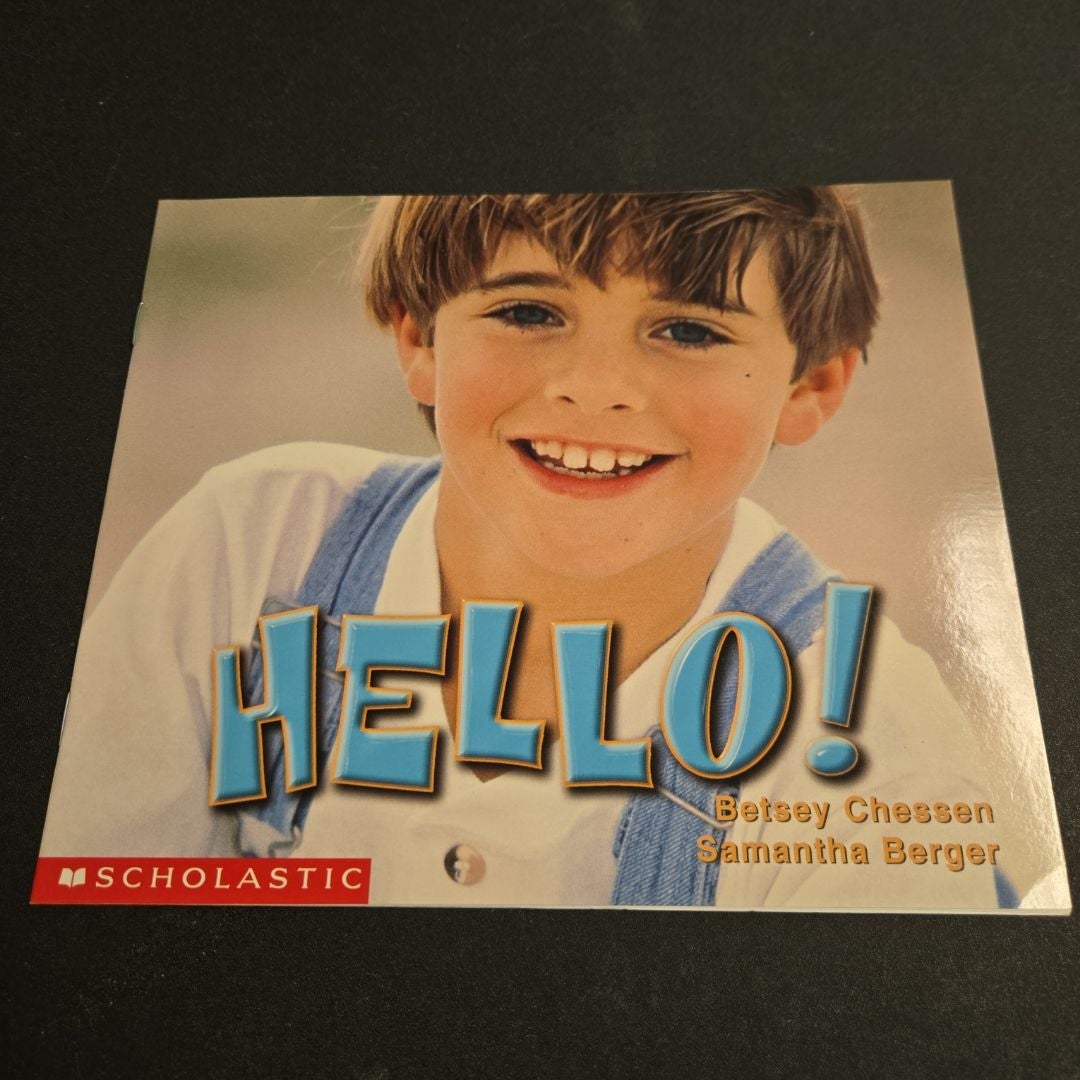 HELLO!
Betsey Chessen
Samantha Berger
SCHOLASTIC